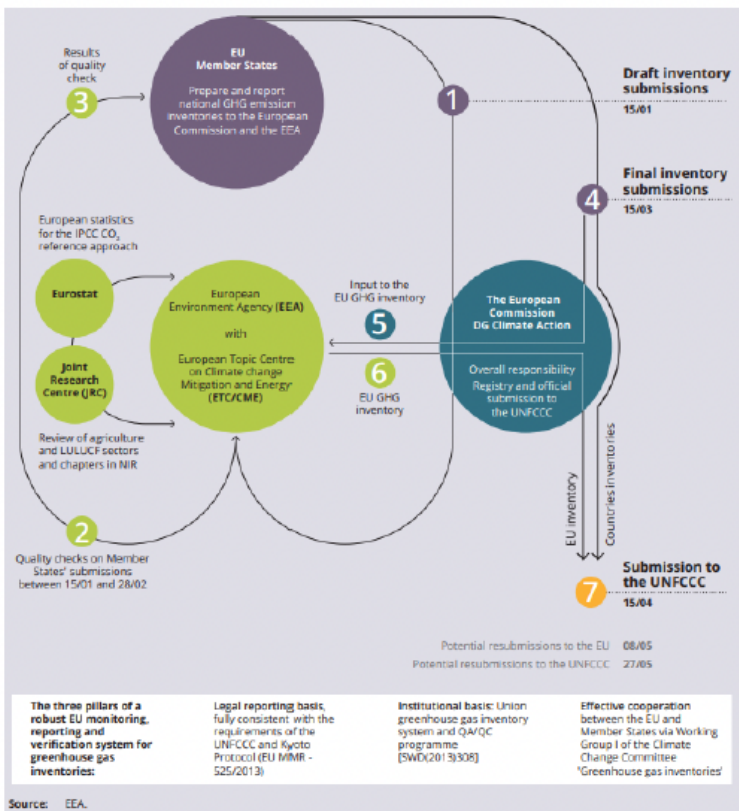 Results
of quality
check
3
EU
Member States
Prepare and report
national GHG emission
inventories to the European
Commission and the EEA
1
Draft inventory
submissions
15/01
4
Final inventory
submissions
15/03
European statistics
for the IPCC CO2
reference approach
Eurostat
Joint
Research
Centre (JRC)
Review of agriculture
and LULUCF sectors
and chapters in NIR
European
Environment Agency (EEA)
with
European Topic Centre
on Climate change
Mitigation and Energy
(ETC/CME)
Input to the
EU GHG inventory
5
6
EU GHG
inventory
The European
Commission
DG Climate Action
Overall responsibility
Registry and official
submission to
the UNFCCC
EU inventory
Countries inventories
2
Quality checks on Member
States' submissions
between 15/01 and 28/02
7
Submission to
the UNFCCC
15/04
Potential resubmissions to the EU 08/05
Potential resubmissions to the UNFCCC 27/05
The three pillars of a
robust EU monitoring,
reporting and
verification system for
greenhouse gas
inventories:
Legal reporting basis,
fully consistent with the
requirements of the
UNFCCC and Kyoto
Protocol (EU MMR -
525/2013)
Institutional basis: Union
greenhouse gas inventory
system and QA/QC
programme
[SWD(2013)308]
Effective cooperation
between the EU and
Member States via Working
Group I of the Climate
Change Committee
'Greenhouse gas inventories'
Source: EEA.